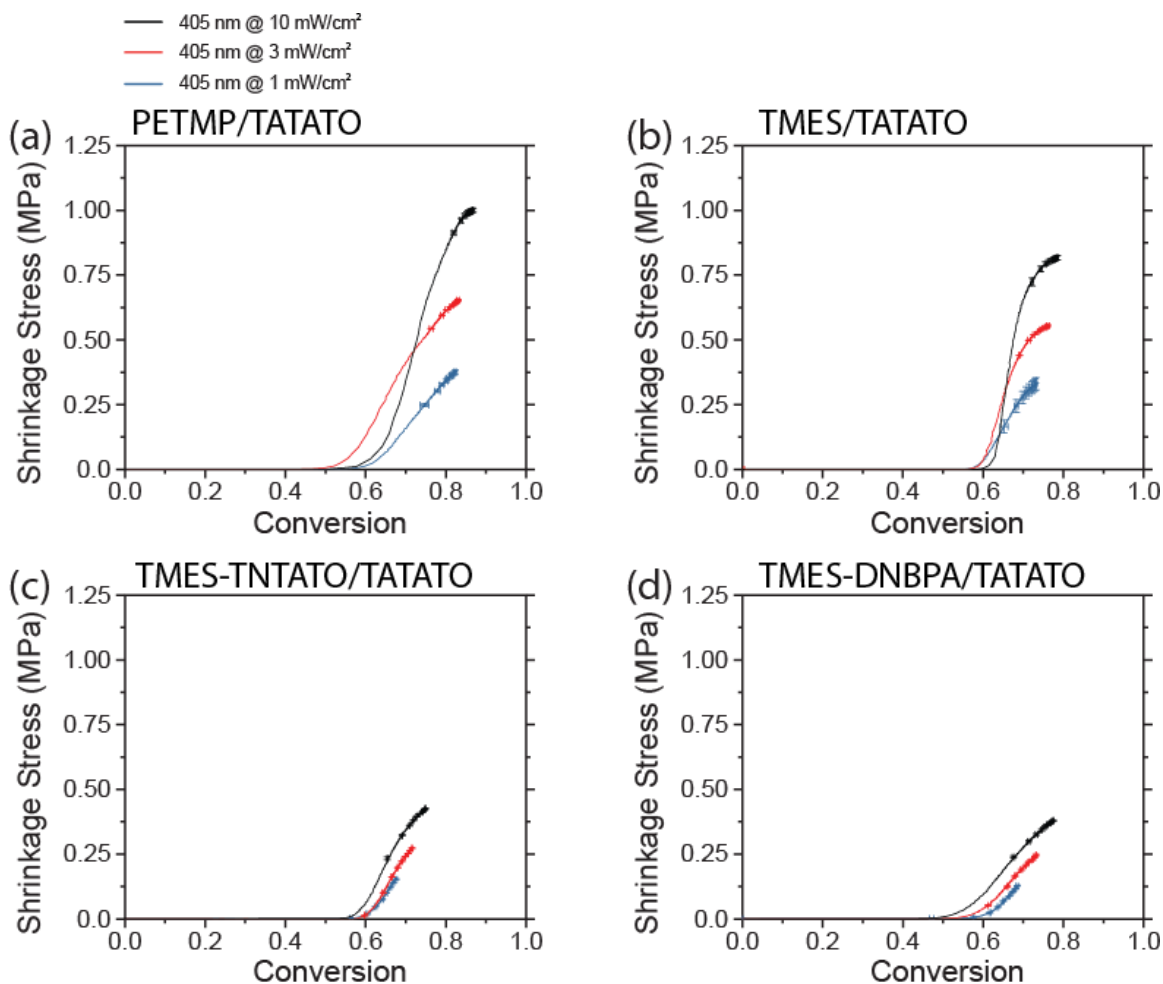 405 nm @ 10 mW/cm²
405 nm @ 3 mW/cm²
405 nm @ 1 mW/cm²
(a) PETMP/TATATO
1.25
1.00
0.75
0.50
0.25
0.0
Shrinkage Stress (MPa)
0.0 0.2 0.4 0.6 0.8 1.0
Conversion
(b) TMES/TATATO
1.25
1.00
0.75
0.50
0.25
0.0
Shrinkage Stress (MPa)
0.0 0.2 0.4 0.6 0.8 1.0
Conversion
(c) TMES-TNTATO/TATATO
1.25
1.00
0.75
0.50
0.25
0.0
Shrinkage Stress (MPa)
0.0 0.2 0.4 0.6 0.8 1.0
Conversion
(d) TMES-DNBPA/TATATO
1.25
1.00
0.75
0.50
0.25
0.0
Shrinkage Stress (MPa)
0.0 0.2 0.4 0.6 0.8 1.0
Conversion